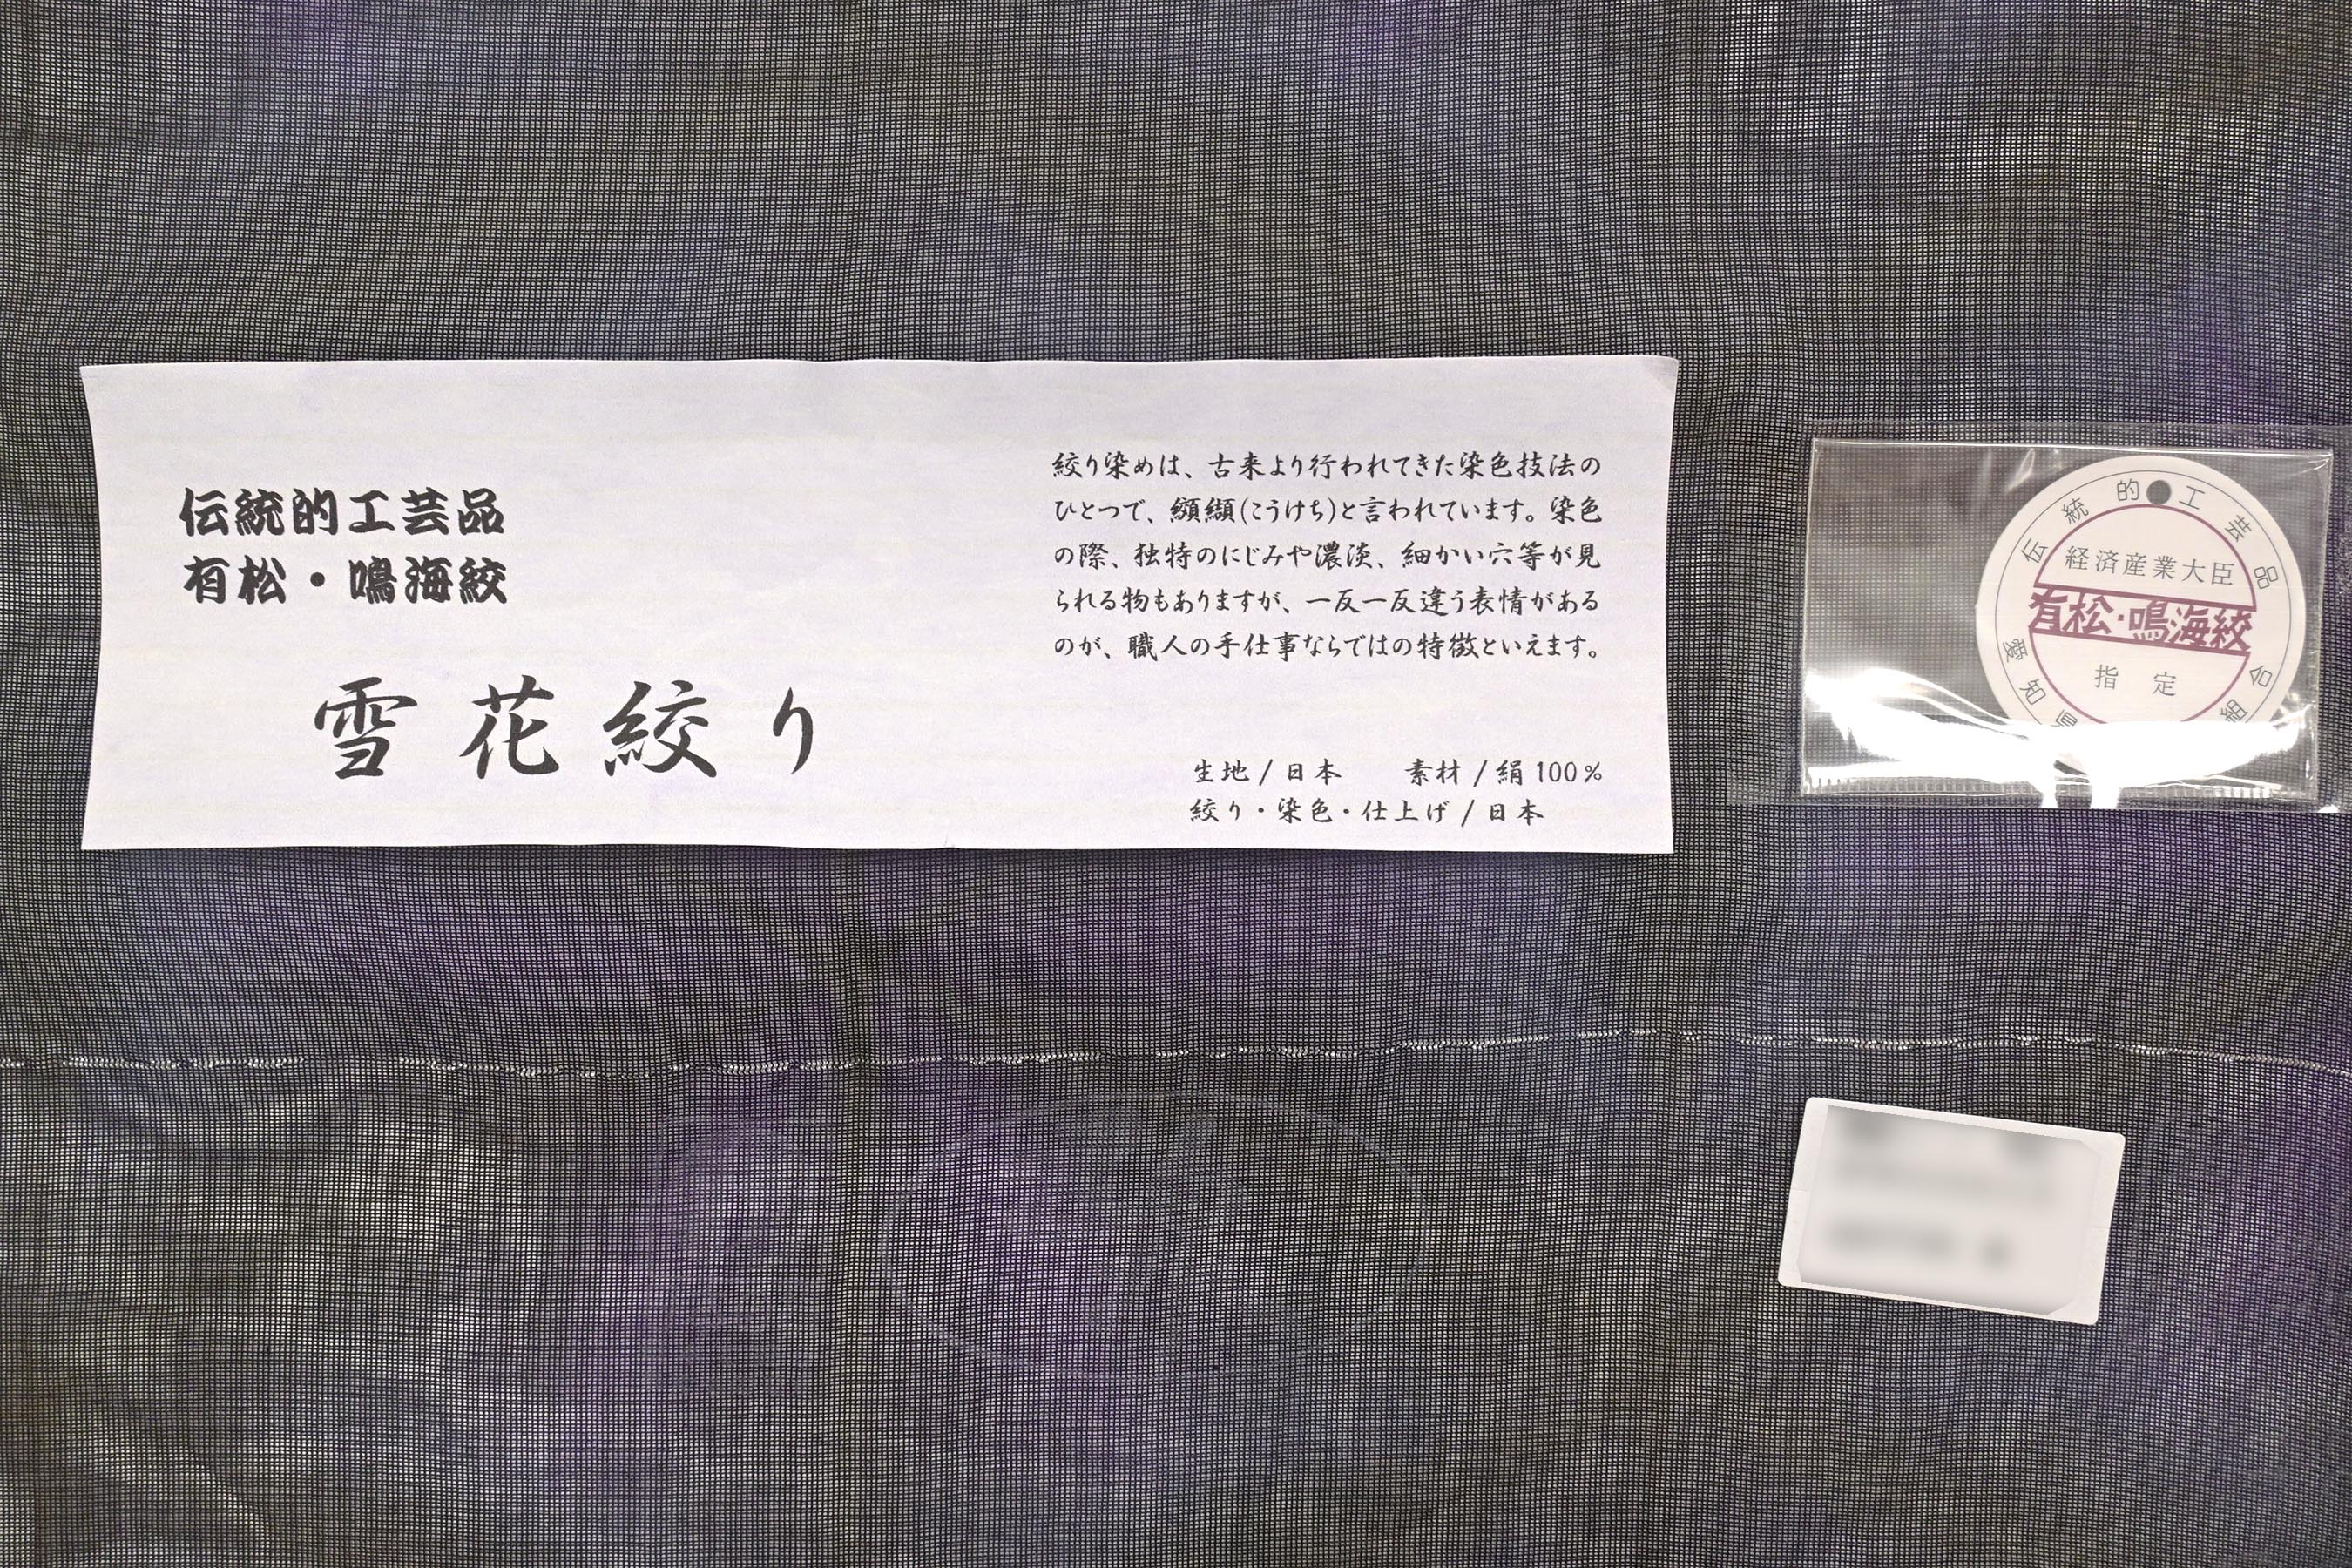 伝統的工芸品
有松・鳴海絞
雪花絞り
絞り染めは、古来より行われてきた染色技法の
ひとつで、纐纈(こうけち)と言われています。染色
の際、独特のにじみや濃淡、細かい穴等が見
られる物もありますが、一反一反違う表情がある
のが、職人の手仕事ならではの特徴といえます。
生地/日本　素材/絹100%
絞り・染色・仕上げ/日本
伝統的工芸品
経済産業大臣
有松・鳴海絞
指定
愛知県
組合